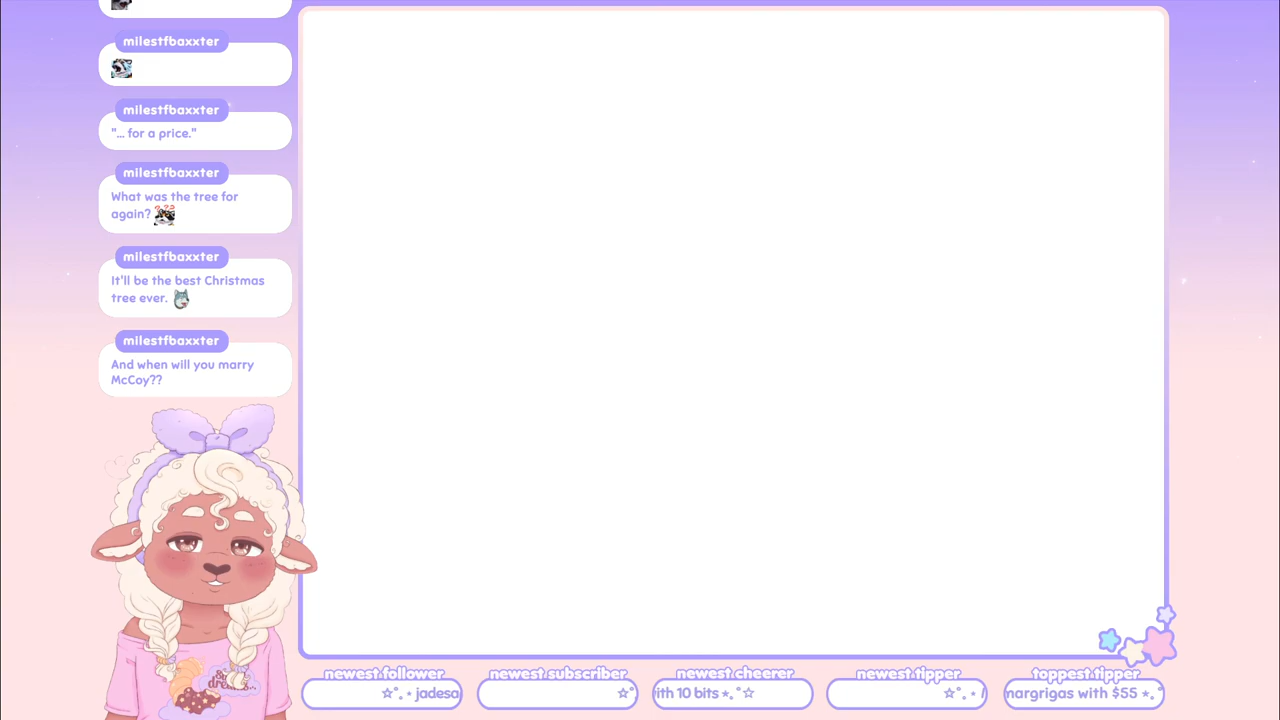 milestfbaxxter
milestfbaxxter
"... for a price."
milestfbaxxter
What was the tree for
again?
milestfbaxxter
It'll be the best Christmas
tree ever.
milestfbaxxter
And when will you marry
McCoy??
newest follower
newest subscriber
newest cheerer
newest tipper
toppest tipper
☆°｡⋆ jadesa
☆°
ith 10 bits ⋆｡°☆
☆°｡⋆
nargrigas with $55 ⋆｡°